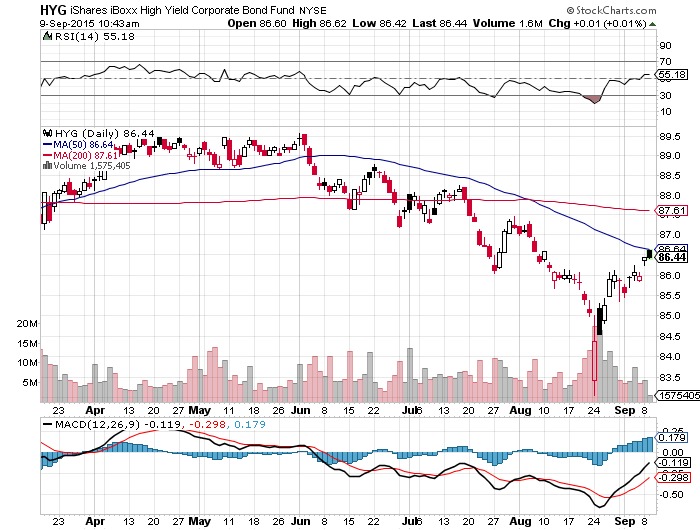 HYG iShares iBoxx High Yield Corporate Bond Fund NYSE © StockCharts.com
9-Sep-2015 10:43am Open 86.60 High 86.62 Low 86.42 Last 86.44 Volume 1.6M Chg +0.01 (+0.01%)
RSI(14) 55.18
90
70
55.18
30
10
HYG (Daily) 86.44
MA(50) 86.64
MA(200) 87.61
Volume 1,575,405
89.5
89.0
88.5
88.0
87.61
87.0
86.64
86.44
86.0
85.5
85.0
84.5
84.0
83.5
1575405
20M
15M
10M
5M
23 Apr 13 20 27 May 11 18 26 Jun 8 15 22 Jul 6 13 20 27 Aug 10 17 24 Sep 8
MACD(12,26,9) -0.119, -0.298, 0.179
0.25
0.179
0.00
-0.119
-0.298
-0.50
23 Apr 13 20 27 May 11 18 26 Jun 8 15 22 Jul 6 13 20 27 Aug 10 17 24 Sep 8